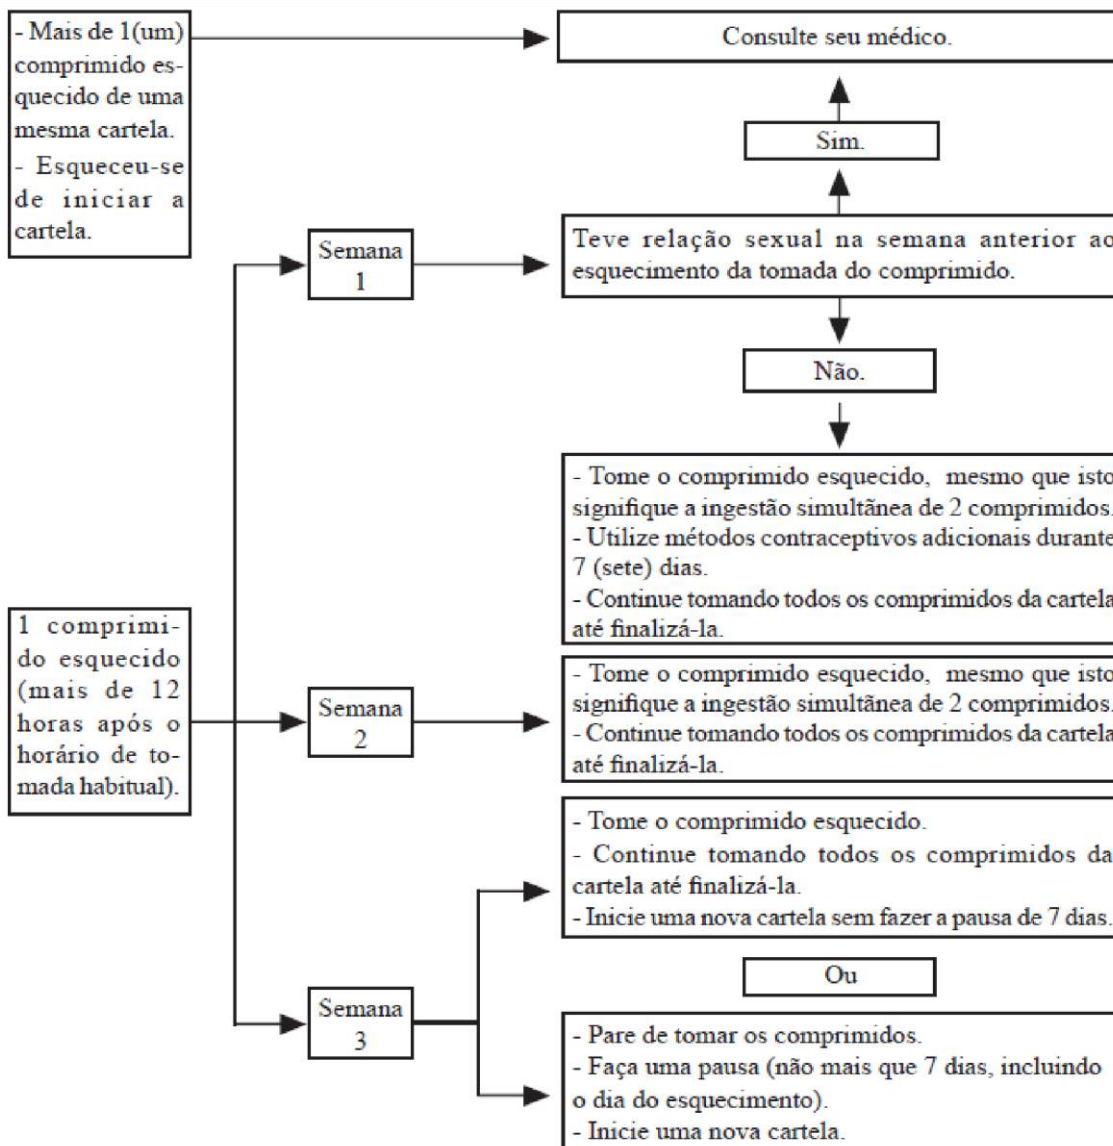 - Mais de 1(um)
comprimido es-
quecido de uma
mesma cartela.
- Esqueceu-se
de iniciar a
cartela.
Consulte seu médico.
Sim.
Semana
1
Teve relação sexual na semana anterior ao
esquecimento da tomada do comprimido.
Não.
- Tome o comprimido esquecido, mesmo que isto
signifique a ingestão simultãnea de 2 comprimidos.
- Utilize métodos contraceptivos adicionais durante
7 (sete) dias.
- Continue tomando todos os comprimidos da cartela
até finalizá-la.
1 comprimi-
do esquecido
(mais de 12
horas após o
horário de to-
mada habitual).
Semana
2
- Tome o comprimido esquecido, mesmo que isto
signifique a ingestão simultãnea de 2 comprimidos.
- Continue tomando todos os comprimidos da cartela
até finalizá-la.
Semana
3
- Tome o comprimido esquecido.
- Continue tomando todos os comprimidos da
cartela até finalizá-la.
- Inicie uma nova cartela sem fazer a pausa de 7 dias.
Ou
- Pare de tomar os comprimidos.
- Faça uma pausa (não mais que 7 dias, incluindo
o dia do esquecimento).
- Inicie uma nova cartela.